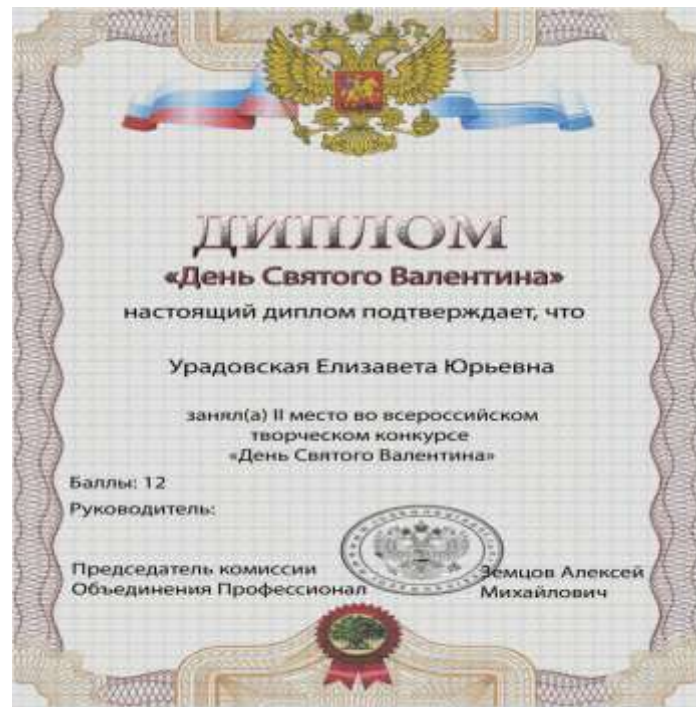 ДИПЛОМ
«День Святого Валентина»
настоящий диплом подтверждает, что
Урадовская Елизавета Юрьевна
занял(а) II место во всероссийском
творческом конкурсе
«День Святого Валентина»
Баллы: 12
Руководитель:
Председатель комиссии
Объединения Профессионал
Земцов Алексей
Михайлович